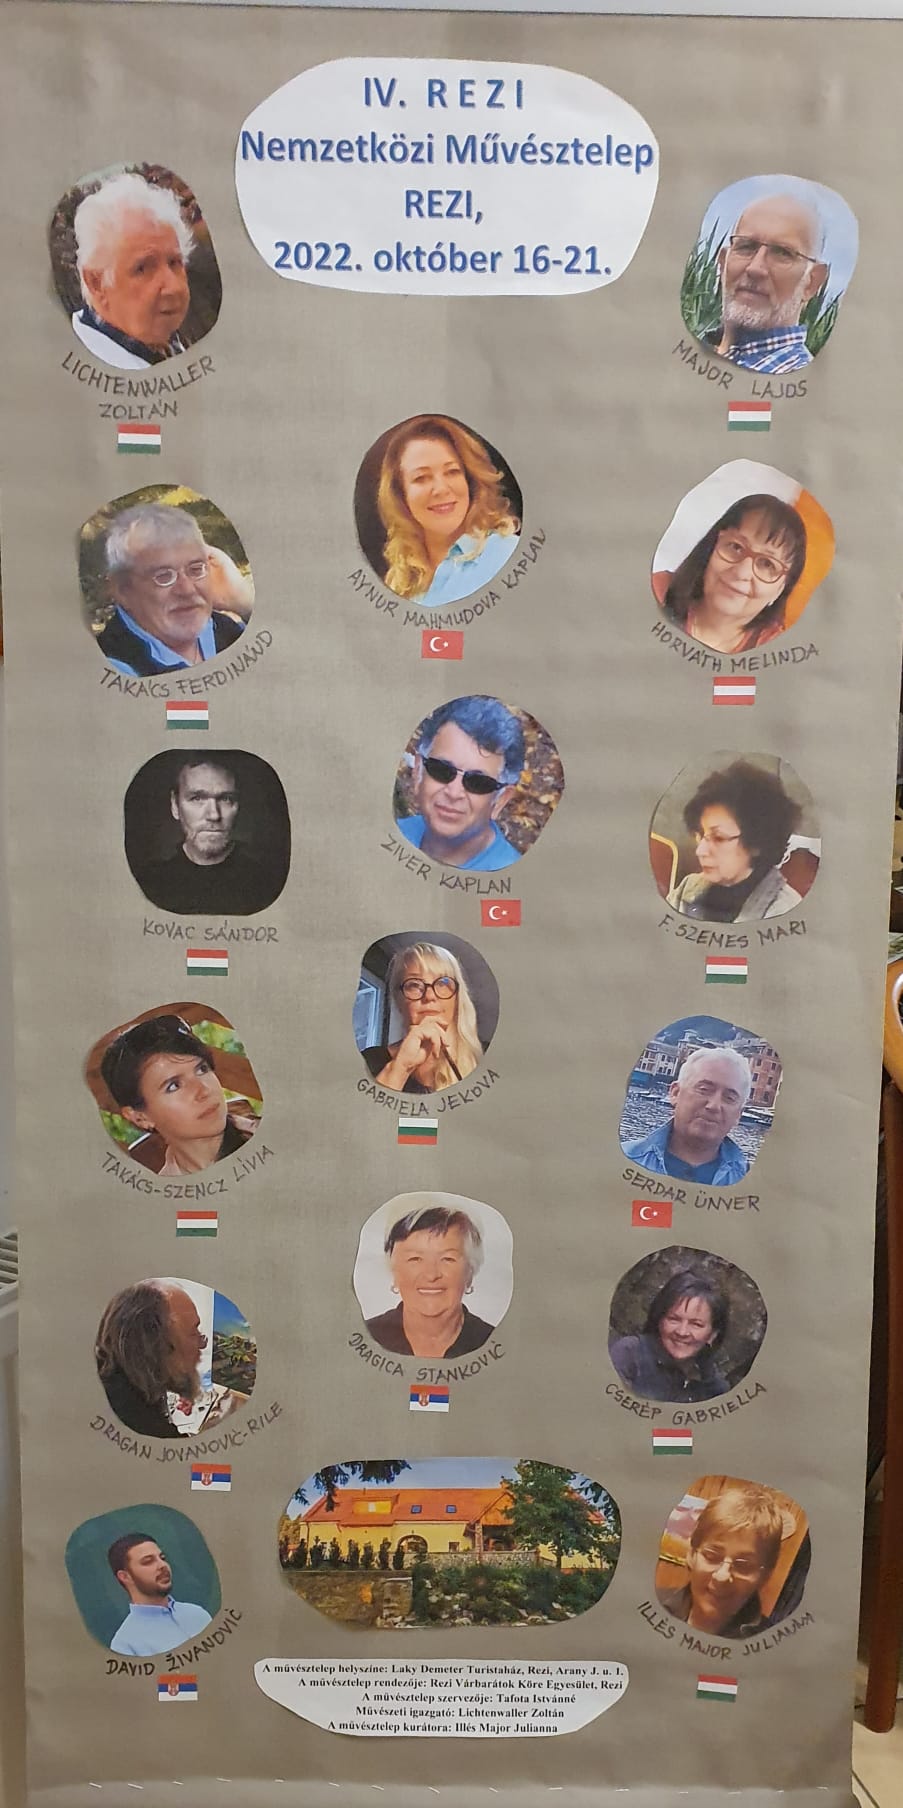 IV. REZI
Nemzetközi Művésztelep
REZI,
2022. október 16-21.
LICHTENWALLER
ZOLTÁN
MAJOR LAJOS
AYNUR MAHMUDOVA KAPLAN
TAKÁCS FERDINÁND
HORVÁTH MELINDA
ZIVER KAPLAN
KOVAC SÁNDOR
F. SZEMES MARI
GABRIELA JEKOVA
TAKÁCS-SZENCZ LÍVIA
SERDAR ÜNVER
DRAGICA STANKOVIČ
DRAGAN JOVANOVIČ-RILE
CSERÉP GABRIELLA
DAVID ŽIVANOVIČ
ILLÉS MAJOR JULIANNA
A művésztelep helyszíne: Laky Demeter Turistaház, Rezi, Arany J. u. 1.
A művésztelep rendezője: Rezi Várbarátok Köre Egyesület, Rezi
A művésztelep szervezője: Tafota Istvánné
Művészeti igazgató: Lichtenwaller Zoltán
A művésztelep kurátora: Illés Major Julianna